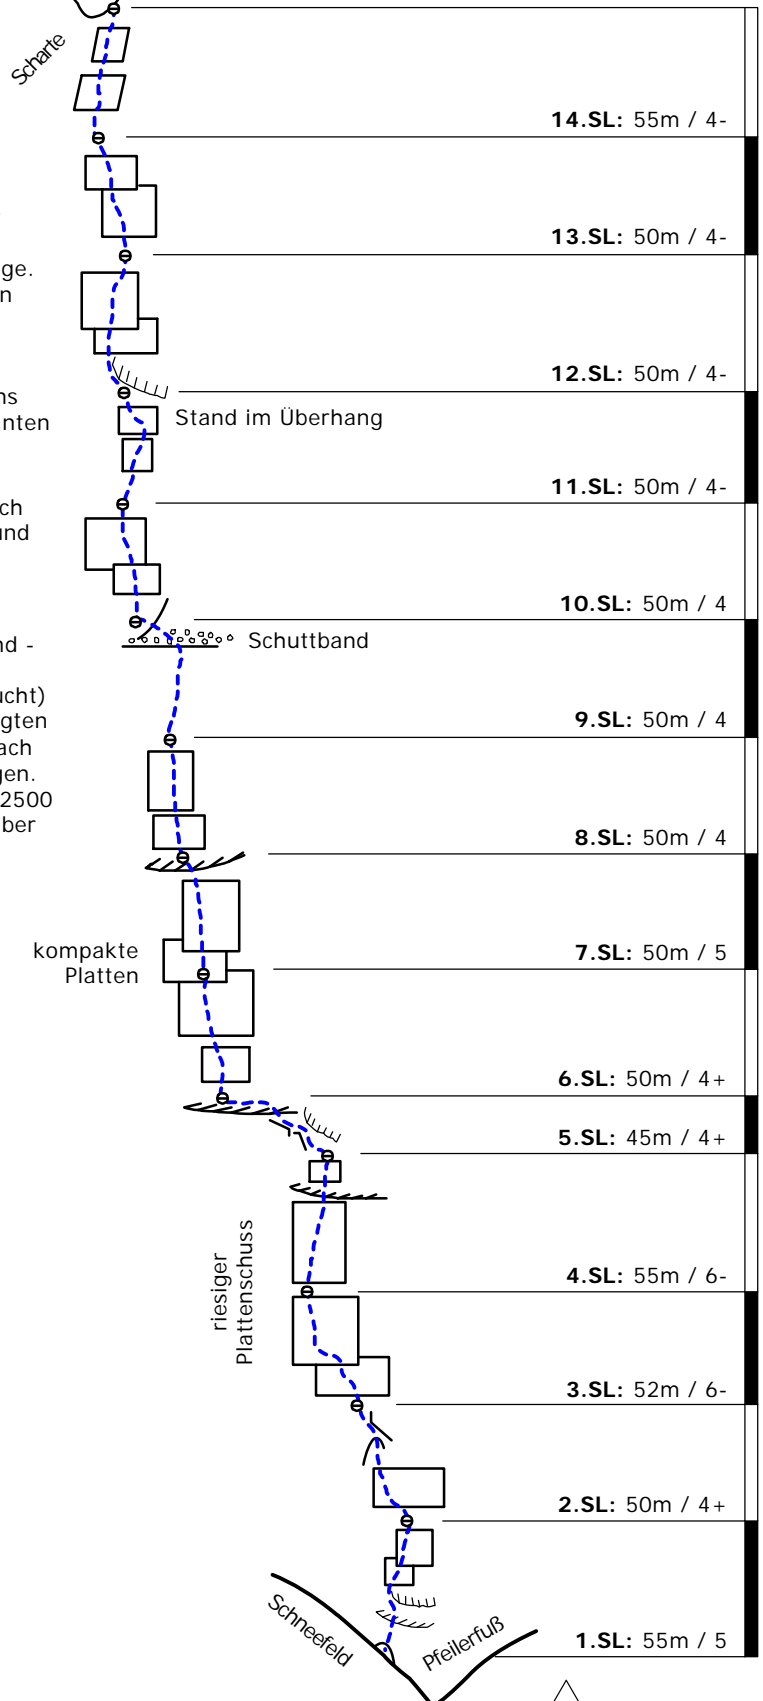 Scharte
14.SL: 55m / 4-
13.SL: 50m / 4-
ge.
n
12.SL: 50m / 4-
ns
Stand im Überhang
nten
11.SL: 50m / 4-
ch
und
10.SL: 50m / 4
Schuttband
nd -
ucht)
gten
9.SL: 50m / 4
ach
gen.
2500
ber
8.SL: 50m / 4
kompakte
Platten
7.SL: 50m / 5
6.SL: 50m / 4+
5.SL: 45m / 4+
riesiger
Plattenschuss
4.SL: 55m / 6-
3.SL: 52m / 6-
2.SL: 50m / 4+
Schneefeld
Pfeilerfuß
1.SL: 55m / 5